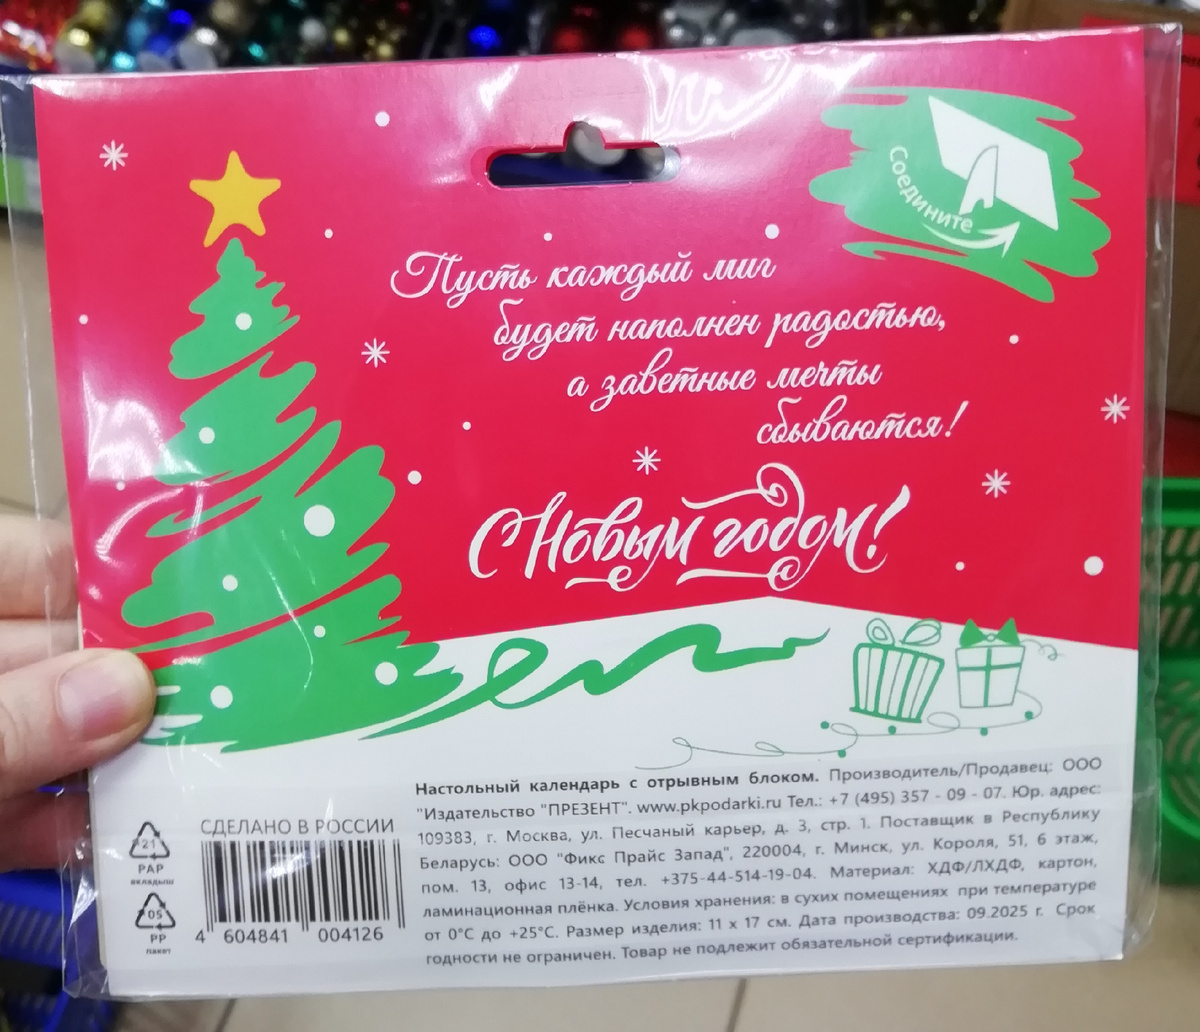 Соедините
Пусть каждый миг
будет наполнен радостью,
а заветные мечты
сбываются!
С Новым годом!
Настольный календарь с отрывным блоком. Производитель/Продавец: ООО
"Издательство "ПРЕЗЕНТ". www.pkpodarki.ru Тел.: +7 (495) 357 - 09 - 07. Юр. адрес:
109383, г. Москва, ул. Песчаный карьер, д. 3, стр. 1. Поставщик в Республику
Беларусь: ООО "Фикс Прайс Запад", 220004, г. Минск, ул. Короля, 51, 6 этаж,
пом. 13, офис 13-14, тел. +375-44-514-19-04. Материал: ХДФ/ЛХДФ, картон,
ламинационная плёнка. Условия хранения: в сухих помещениях при температуре
от 0°С до +25°С. Размер изделия: 11 х 17 см. Дата производства: 09.2025 г. Срок
годности не ограничен. Товар не подлежит обязательной сертификации.
СДЕЛАНО В РОССИИ
4 604841 004126
21
PAP
вкладыш
05
PP
пакет